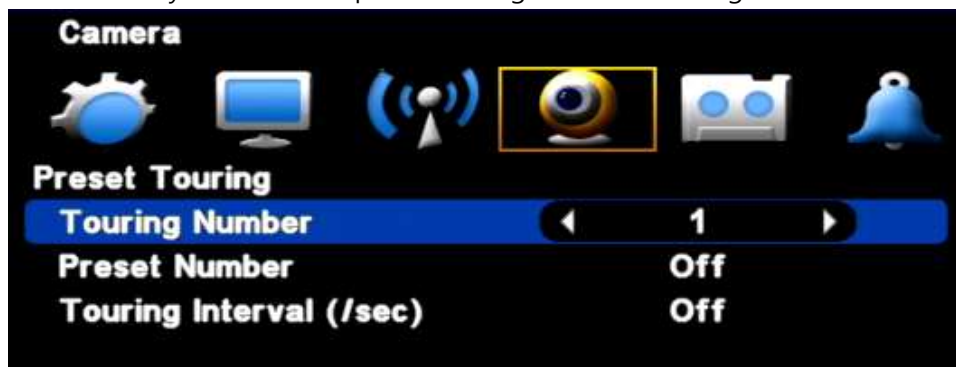 Camera
Preset Touring
Touring Number 1
Preset Number Off
Touring Interval (/sec) Off